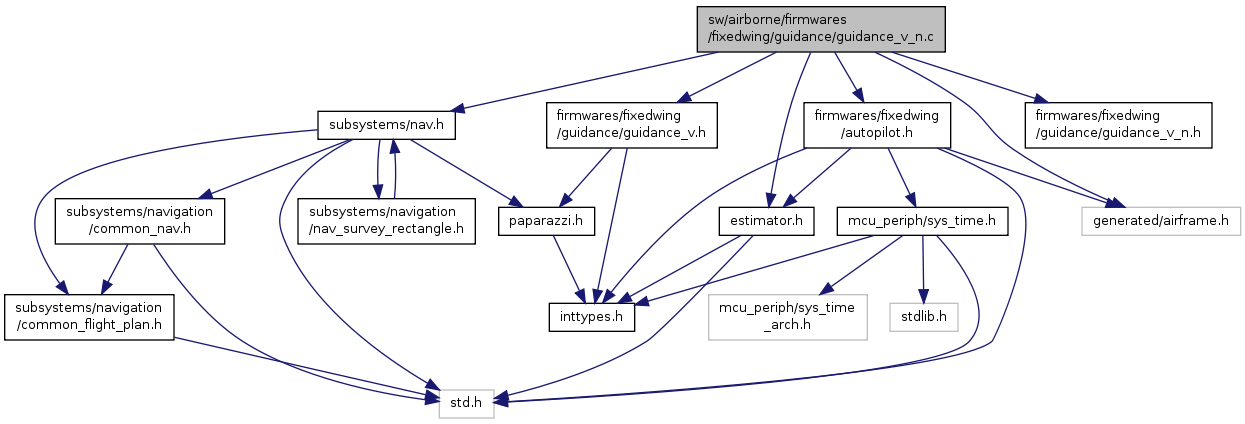 sw/airborne/firmwares
/fixedwing/guidance/guidance_v_n.c
subsystems/nav.h
firmwares/fixedwing
/guidance/guidance_v.h
firmwares/fixedwing
/autopilot.h
firmwares/fixedwing
/guidance/guidance_v_n.h
subsystems/navigation
/common_nav.h
subsystems/navigation
/nav_survey_rectangle.h
paparazzi.h
estimator.h
mcu_periph/sys_time.h
generated/airframe.h
subsystems/navigation
/common_flight_plan.h
inttypes.h
mcu_periph/sys_time
_arch.h
stdlib.h
std.h